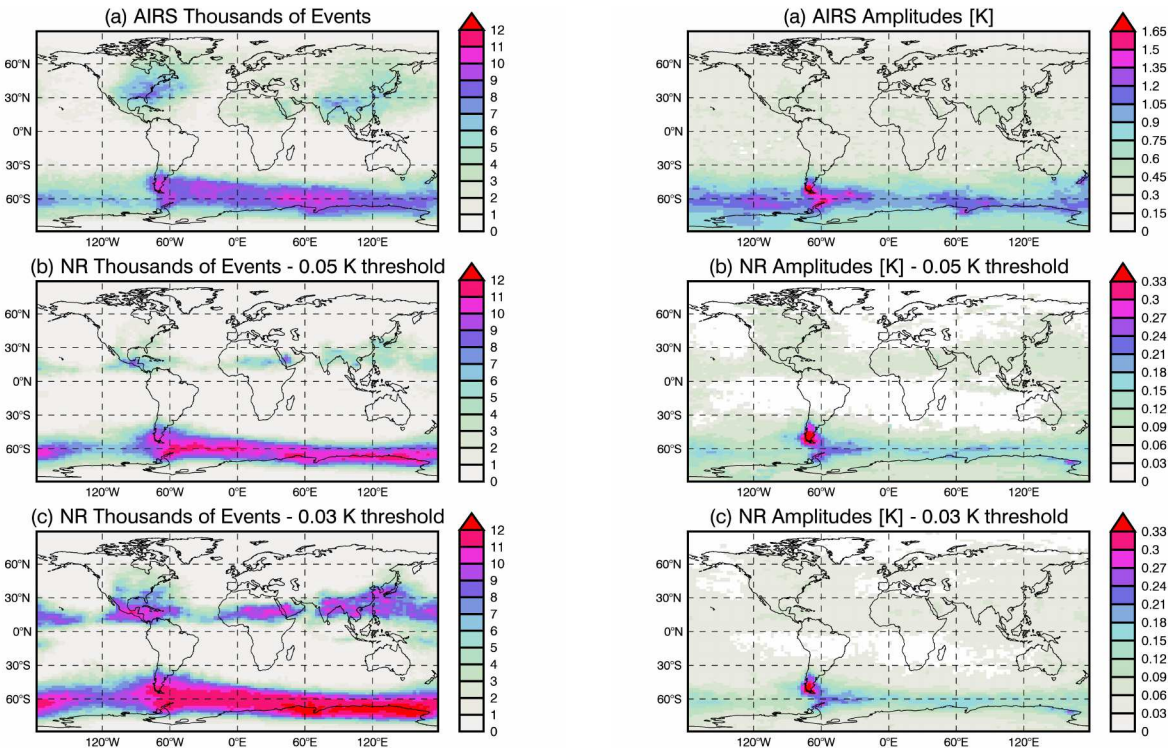 (a) AIRS Thousands of Events
60°N
30°N
0°N
30°S
60°S
120°W 60°W 0°E 60°E 120°E
12
11
10
9
8
7
6
5
4
3
2
1
0
(b) NR Thousands of Events - 0.05 K threshold
60°N
30°N
0°N
30°S
60°S
120°W 60°W 0°E 60°E 120°E
12
11
10
9
8
7
6
5
4
3
2
1
0
(c) NR Thousands of Events - 0.03 K threshold
60°N
30°N
0°N
30°S
60°S
120°W 60°W 0°E 60°E 120°E
12
11
10
9
8
7
6
5
4
3
2
1
0
(a) AIRS Amplitudes [K]
60°N
30°N
0°N
30°S
60°S
120°W 60°W 0°E 60°E 120°E
1.65
1.5
1.35
1.2
1.05
0.9
0.75
0.6
0.45
0.3
0.15
0
(b) NR Amplitudes [K] - 0.05 K threshold
60°N
30°N
0°N
30°S
60°S
120°W 60°W 0°E 60°E 120°E
0.33
0.3
0.27
0.24
0.21
0.18
0.15
0.12
0.09
0.06
0.03
0
(c) NR Amplitudes [K] - 0.03 K threshold
60°N
30°N
0°N
30°S
60°S
120°W 60°W 0°E 60°E 120°E
0.33
0.3
0.27
0.24
0.21
0.18
0.15
0.12
0.09
0.06
0.03
0